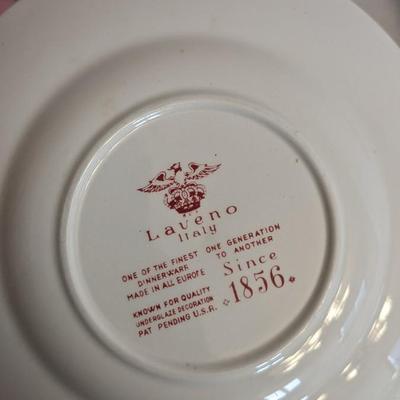 Laveno
Italy
ONE OF THE FINEST
DINNERWARE
MADE IN ALL EUROPE
ONE GENERATION
TO ANOTHER
Since
1856
KNOWN FOR QUALITY
UNDERGLAZE DECORATION
PAT PENDING U.S.A.